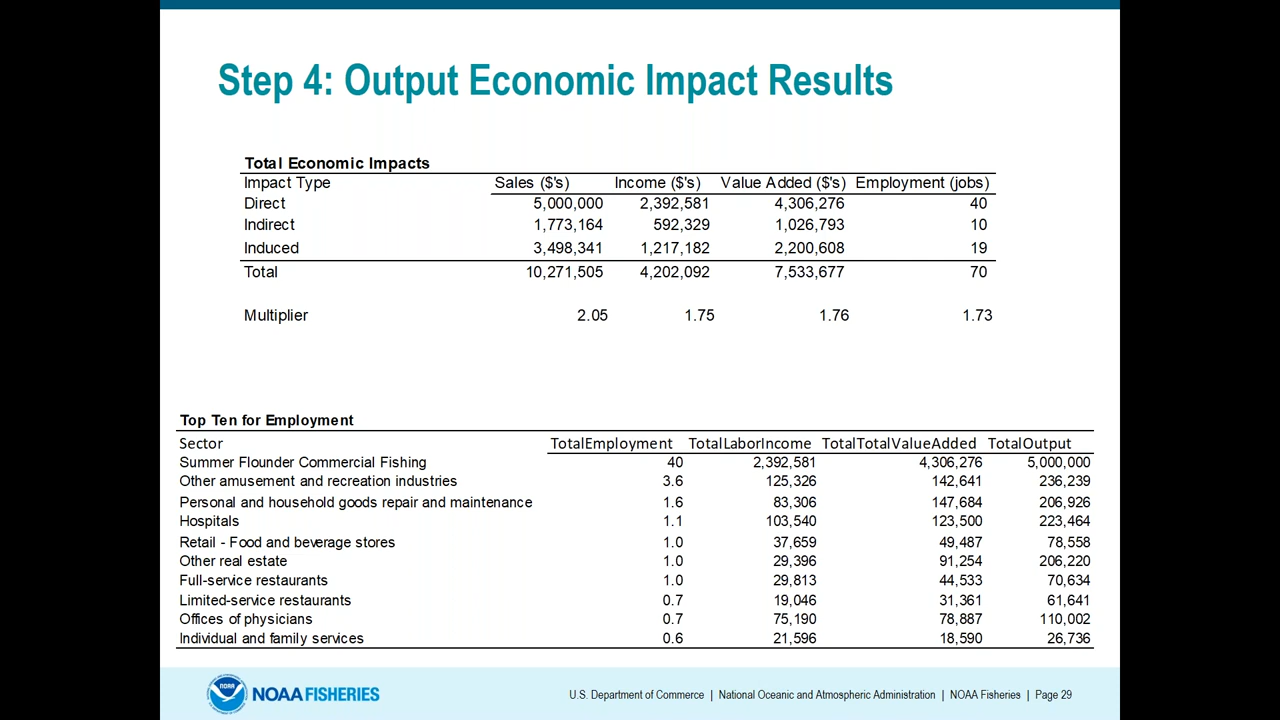 Step 4: Output Economic Impact Results
Total Economic Impacts
Impact Type Sales ($'s) Income ($'s) Value Added ($'s) Employment (jobs)
Direct 5,000,000 2,392,581 4,306,276 40
Indirect 1,773,164 592,329 1,026,793 10
Induced 3,498,341 1,217,182 2,200,608 19
Total 10,271,505 4,202,092 7,533,677 70
Multiplier 2.05 1.75 1.76 1.73
Top Ten for Employment
Sector TotalEmployment TotalLaborIncome TotalTotalValueAdded TotalOutput
Summer Flounder Commercial Fishing 40 2,392,581 4,306,276 5,000,000
Other amusement and recreation industries 3.6 125,326 142,641 236,239
Personal and household goods repair and maintenance 1.6 83,306 147,684 206,926
Hospitals 1.1 103,540 123,500 223,464
Retail - Food and beverage stores 1.0 37,659 49,487 78,558
Other real estate 1.0 29,396 91,254 206,220
Full-service restaurants 1.0 29,813 44,533 70,634
Limited-service restaurants 0.7 19,046 31,361 61,641
Offices of physicians 0.7 75,190 78,887 110,002
Individual and family services 0.6 21,596 18,590 26,736
NOAA
NOAA FISHERIES
U.S. Department of Commerce | National Oceanic and Atmospheric Administration | NOAA Fisheries | Page 29